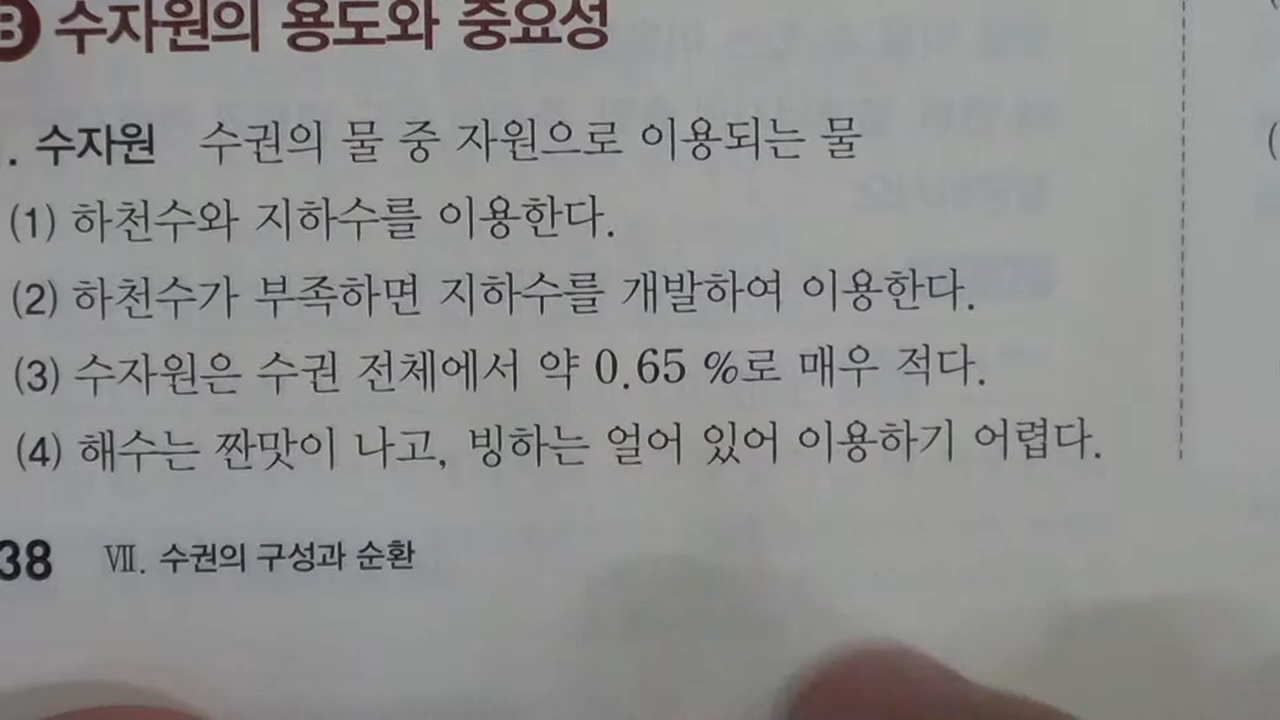 B 수자원의 용도와 중요성
. 수자원 수권의 물 중 자원으로 이용되는 물
(1) 하천수와 지하수를 이용한다.
(2) 하천수가 부족하면 지하수를 개발하여 이용한다.
(3) 수자원은 수권 전체에서 약 0.65 %로 매우 적다.
(4) 해수는 짠맛이 나고, 빙하는 얼어 있어 이용하기 어렵다.
38 Ⅶ. 수권의 구성과 순환